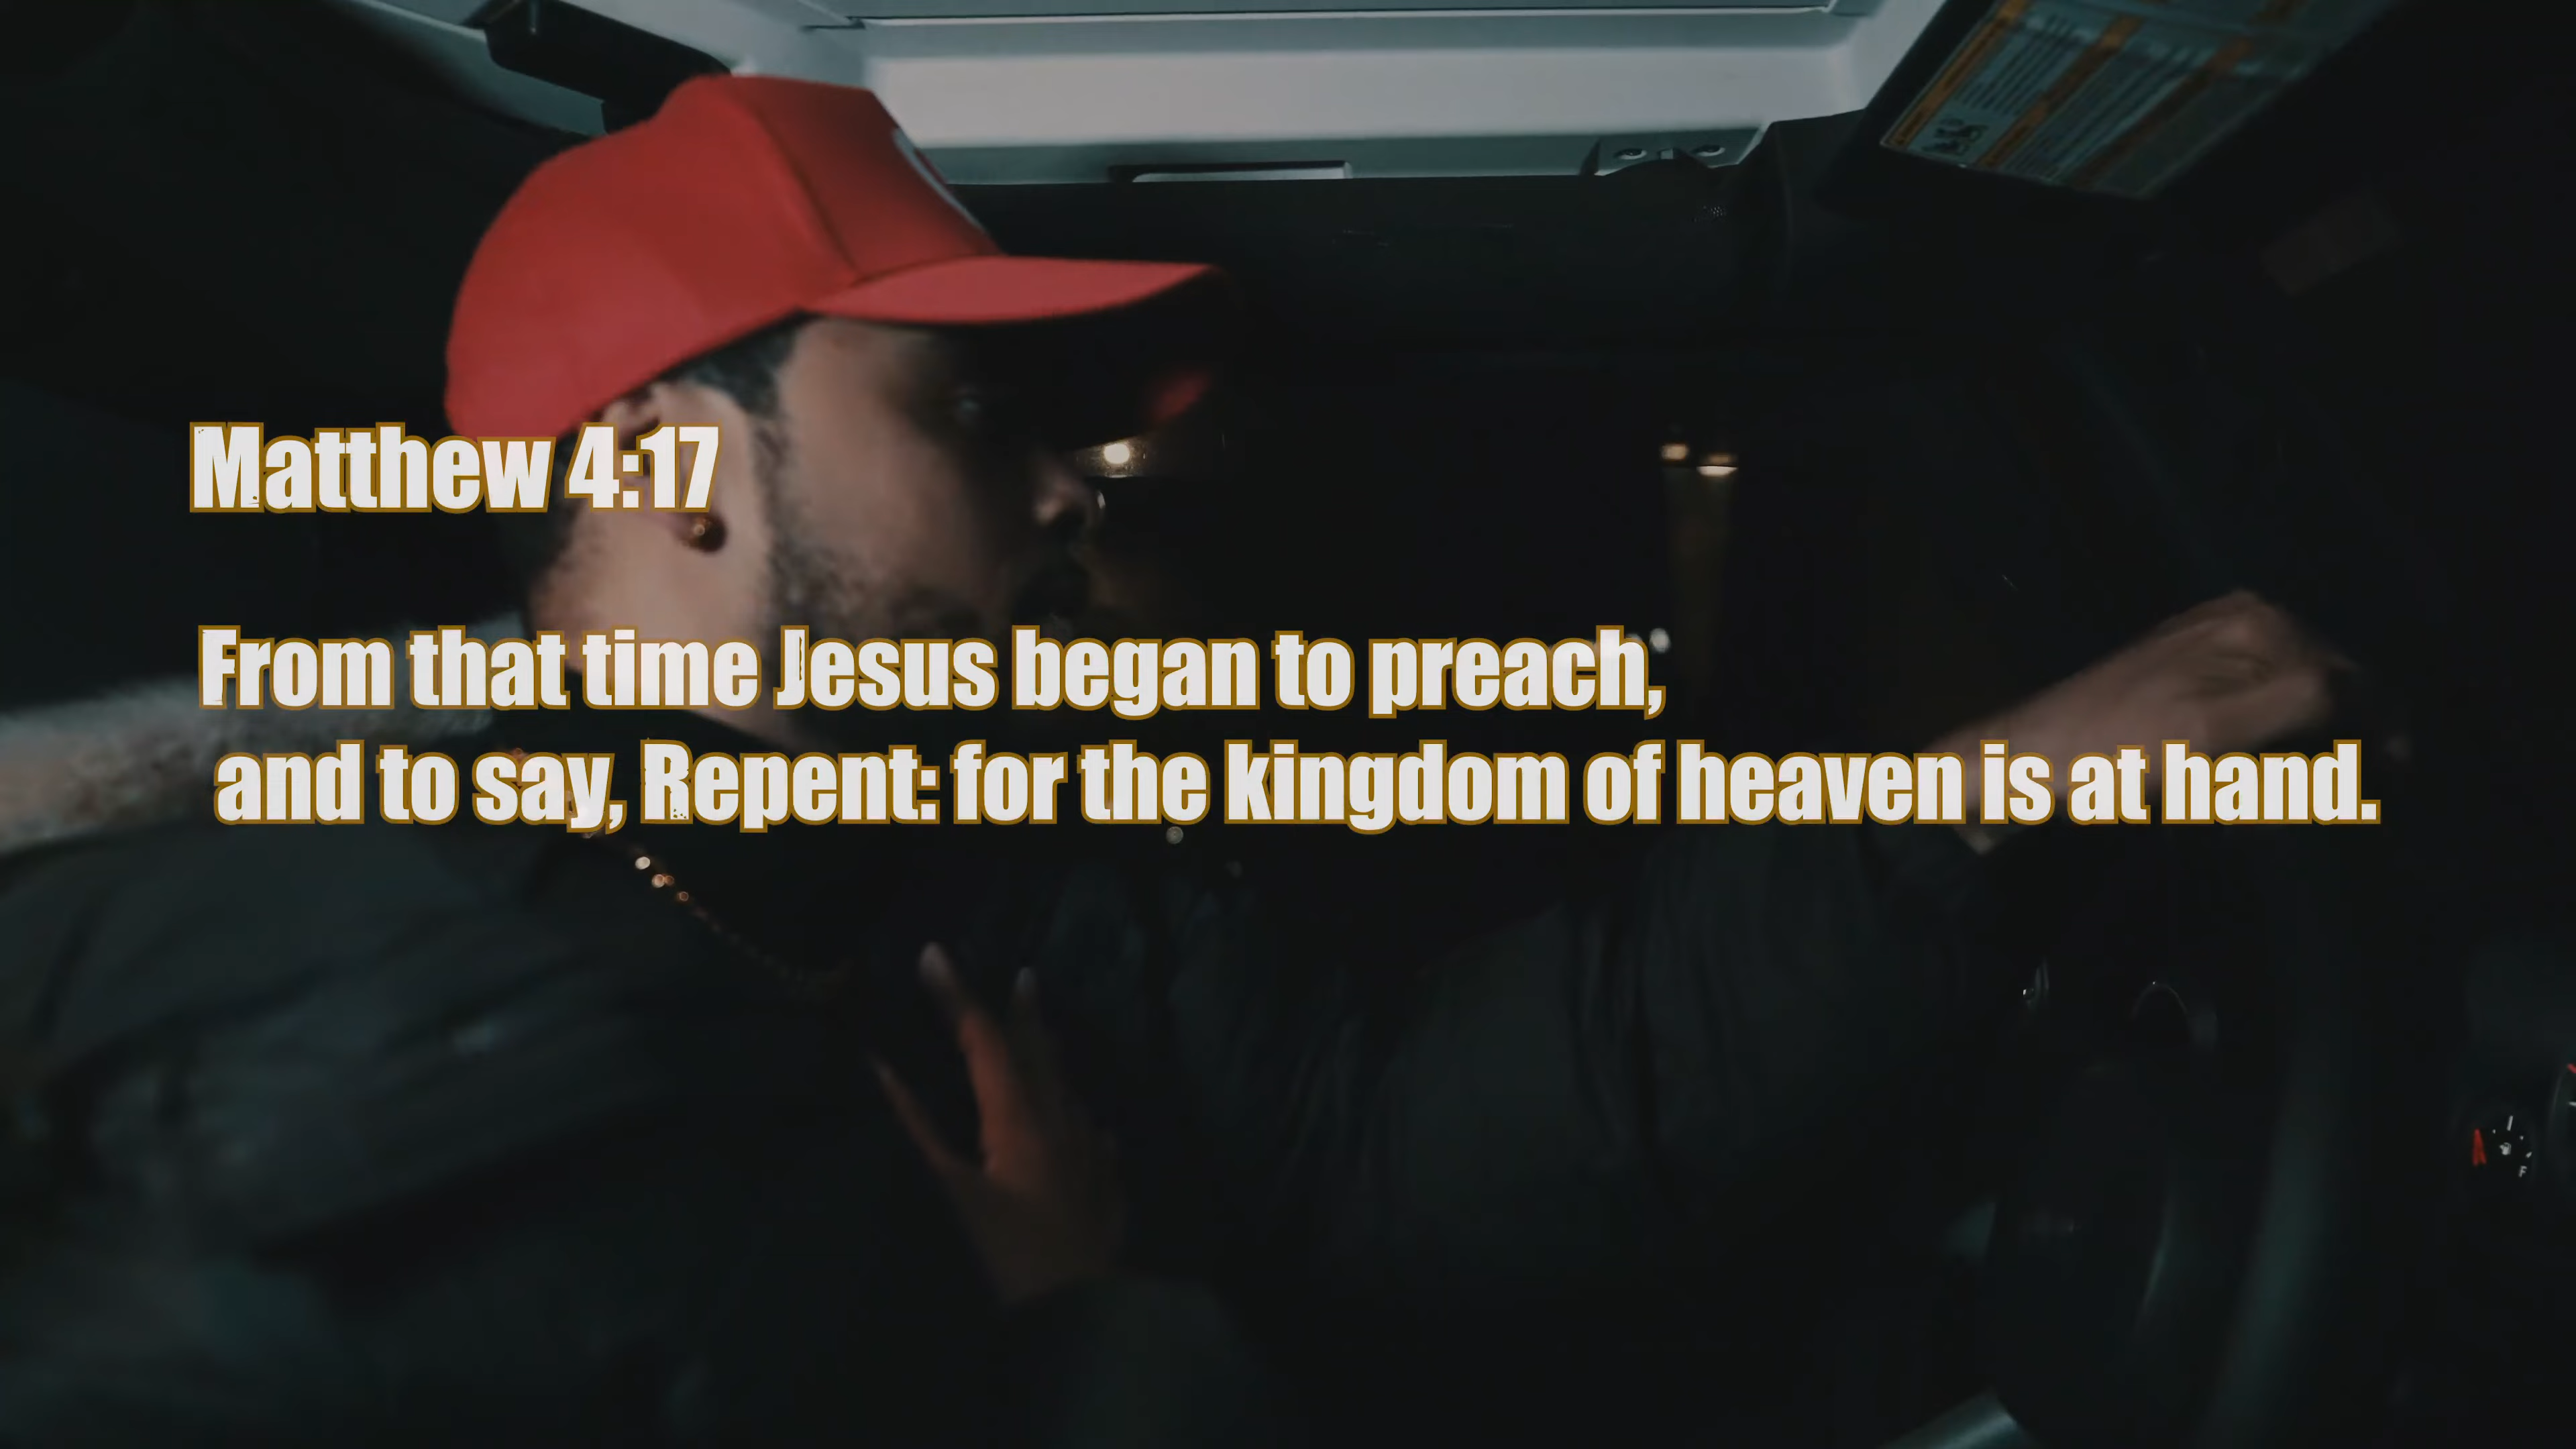 Matthew 4:17
From that time Jesus began to preach,
and to say, Repent: for the kingdom of heaven is at hand.
F